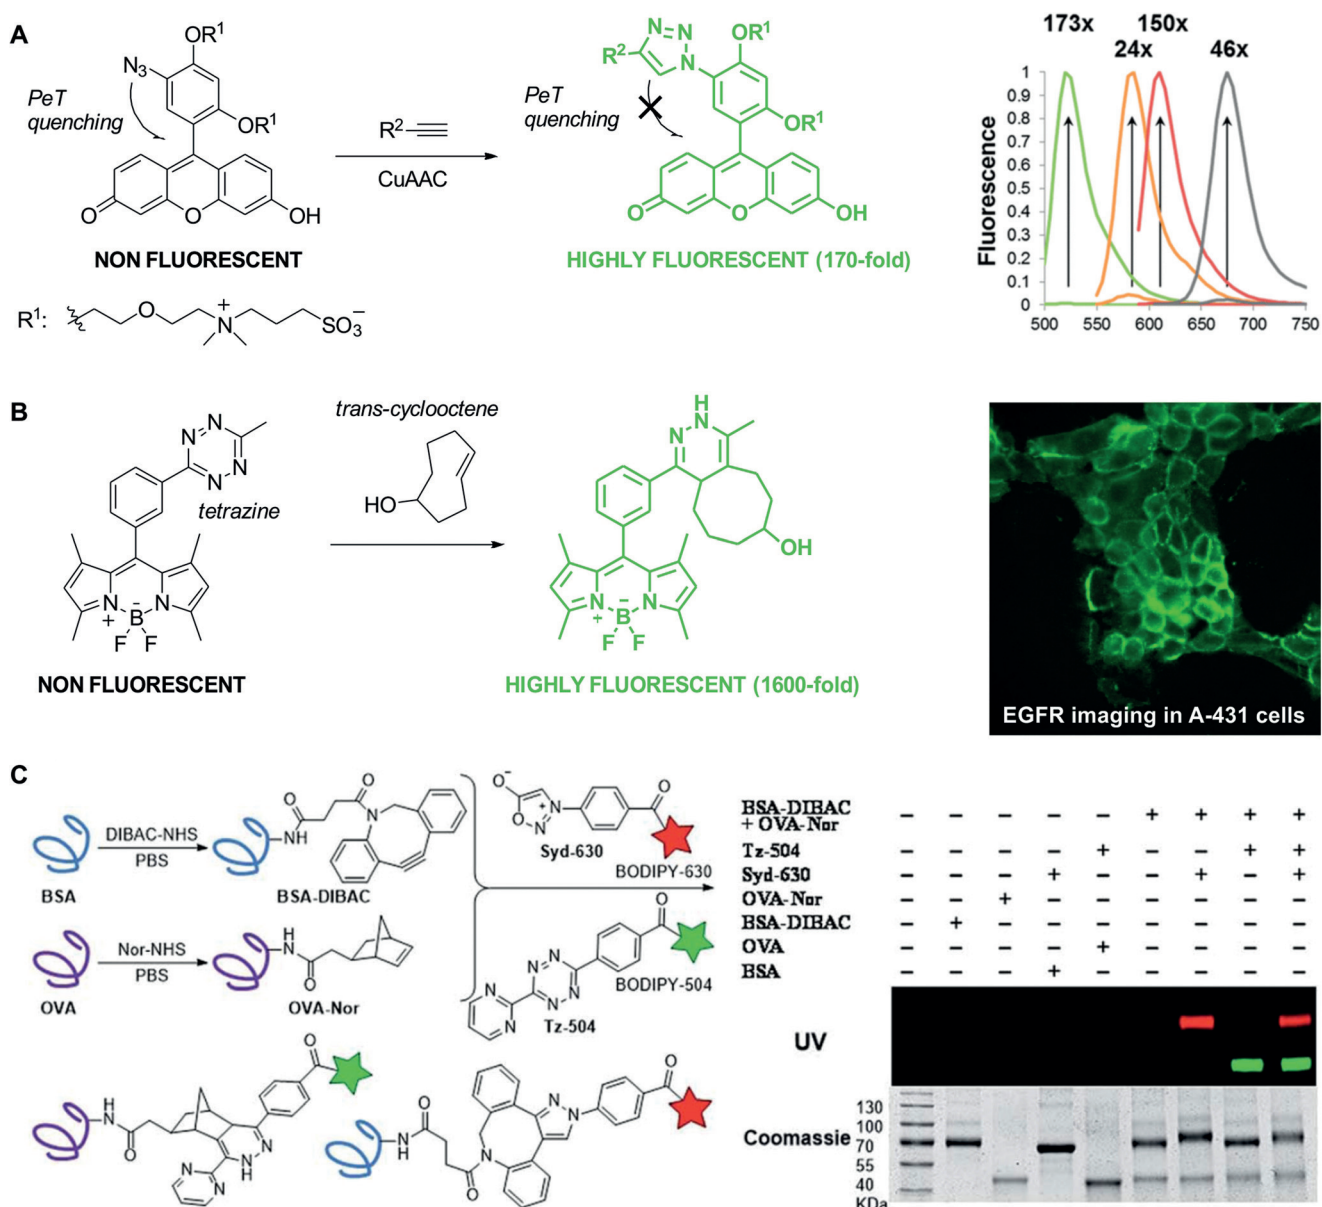 A
N3
OR1
OR1
PeT
quenching
O
O
OH
NON FLUORESCENT
R2
CuAAC
N
N
N
R2
OR1
OR1
PeT
quenching
O
O
OH
HIGHLY FLUORESCENT (170-fold)
R1:
O
N
+
SO3
−
173x
150x
24x
46x
Fluorescence
1
0.9
0.8
0.7
0.6
0.5
0.4
0.3
0.2
0.1
0
500
550
600
650
700
750
B
N
N
N
N
tetrazine
N
+
B
−
N
F
F
NON FLUORESCENT
trans-cyclooctene
HO
H
N
N
OH
N
+
B
−
N
F
F
HIGHLY FLUORESCENT (1600-fold)
EGFR imaging in A-431 cells
C
BSA
DIBAC-NHS
PBS
O
O
N
NH
BSA-DIBAC
OVA
Nor-NHS
PBS
H
N
O
OVA-Nor
O−
O
N
N
+
O
Syd-630
BODIPY-630
N
N
N
N
N
N
O
Tz-504
BODIPY-504
H
N
O
O
N
N
N
H
N
N
O
H
N
O
O
N
N
N
O
BSA-DIBAC
+ OVA-Nor
− − − − − + + + +
Tz-504
− − − − + − − + +
Syd-630
− − − + − − + − +
OVA-Nor
− − + − − − − − −
BSA-DIBAC
− + − − − − − − −
OVA
− − − − + − − − −
BSA
− − − + − − − − −
UV
Coomassie
130
100
70
55
40
KDa